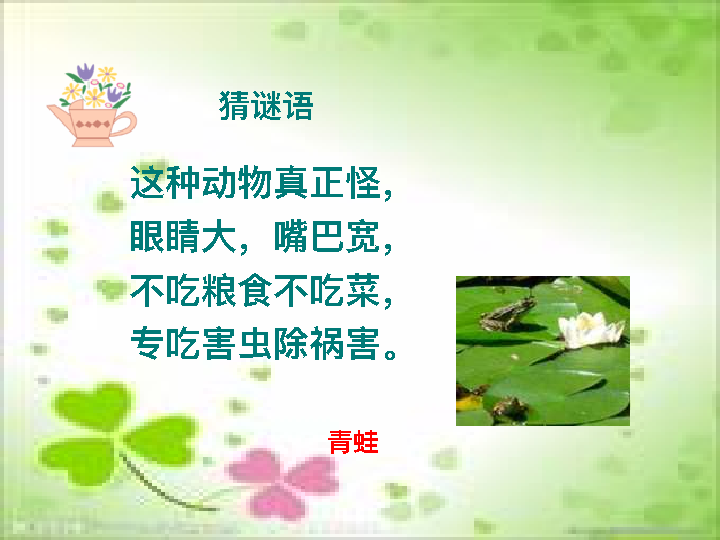 猜谜语
这种动物真正怪，
眼睛大，嘴巴宽，
不吃粮食不吃菜，
专吃害虫除祸害。
青蛙